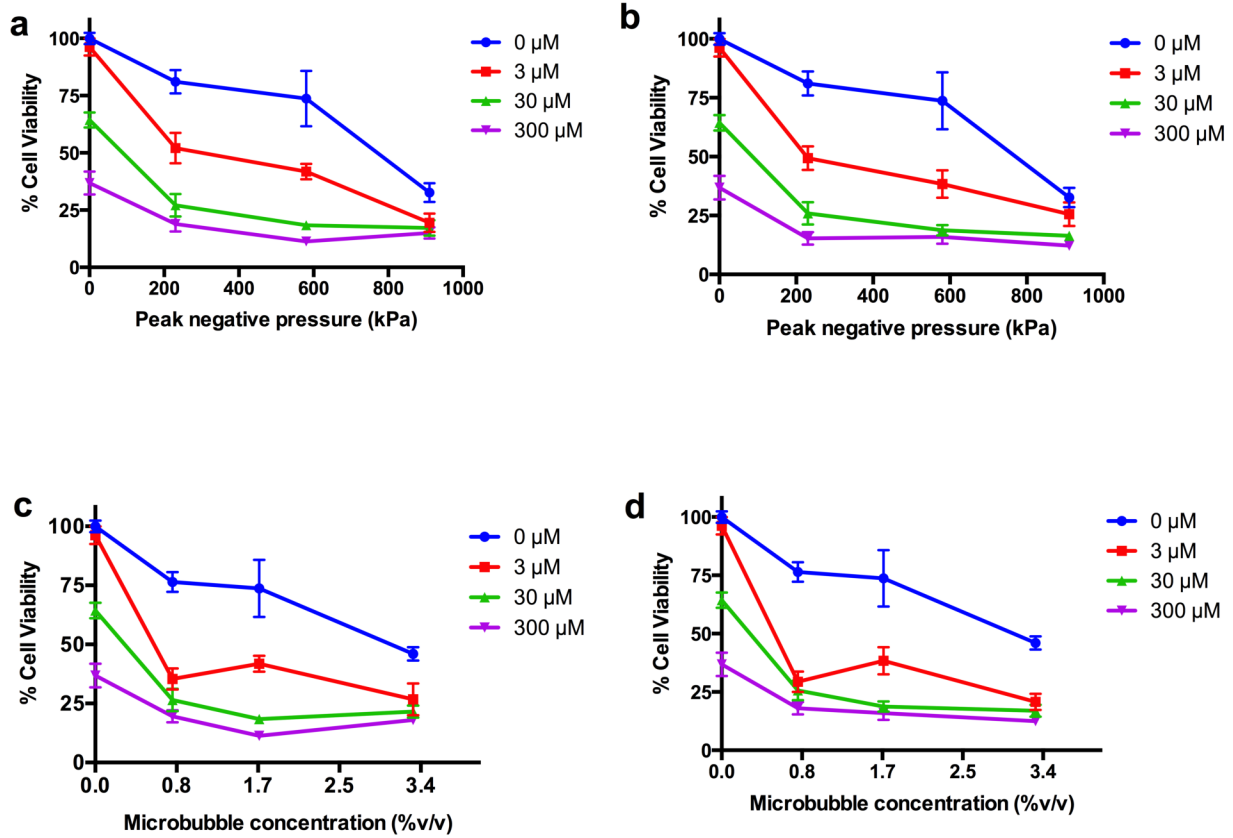 a
% Cell Viability
100
75
50
25
0
0 200 400 600 800 1000
Peak negative pressure (kPa)
0 µM
3 µM
30 µM
300 µM
b
% Cell Viability
100
75
50
25
0
0 200 400 600 800 1000
Peak negative pressure (kPa)
0 µM
3 µM
30 µM
300 µM
c
% Cell Viability
100
75
50
25
0
0.0 0.8 1.7 2.5 3.4
Microbubble concentration (%v/v)
0 µM
3 µM
30 µM
300 µM
d
% Cell Viability
100
75
50
25
0
0.0 0.8 1.7 2.5 3.4
Microbubble concentration (%v/v)
0 µM
3 µM
30 µM
300 µM